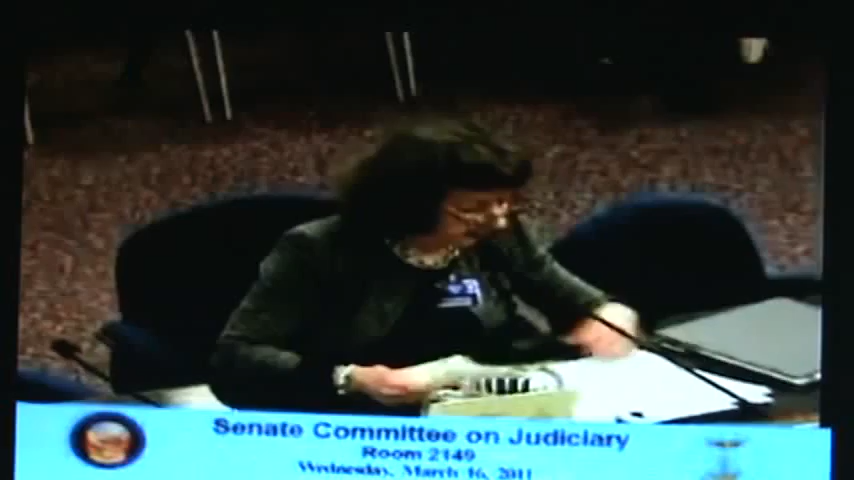 Senate Committee on Judiciary
Room 2149
Wednesday, March 16, 2011